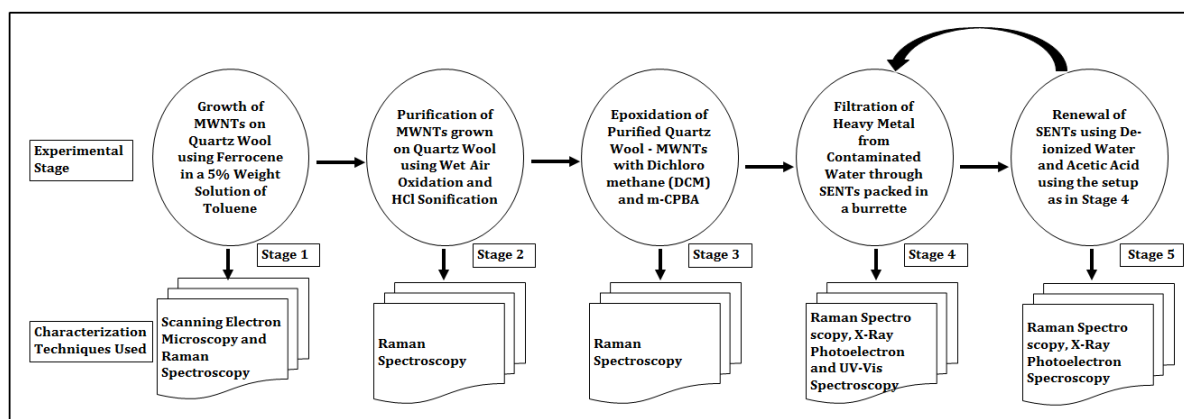 Experimental
Stage
Growth of
MWNTs on
Quartz Wool
using Ferrocene
in a 5% Weight
Solution of
Toluene
Purification of
MWNTs grown
on Quartz Wool
using Wet Air
Oxidation and
HCl Sonification
Epoxidation of
Purified Quartz
Wool - MWNTs
with Dichloro
methane (DCM)
and m-CPBA
Filtration of
Heavy Metal
from
Contaminated
Water through
SENTs packed in
a burrette
Renewal of
SENTs using De-
ionized Water
and Acetic Acid
using the setup
as in Stage 4
Stage 1
Stage 2
Stage 3
Stage 4
Stage 5
Characterization
Techniques Used
Scanning Electron
Microscopy and
Raman
Spectroscopy
Raman
Spectroscopy
Raman
Spectroscopy
Raman Spectro
scopy, X-Ray
Photoelectron
and UV-Vis
Spectroscopy
Raman Spectro
scopy, X-Ray
Photoelectron
Specroscopy